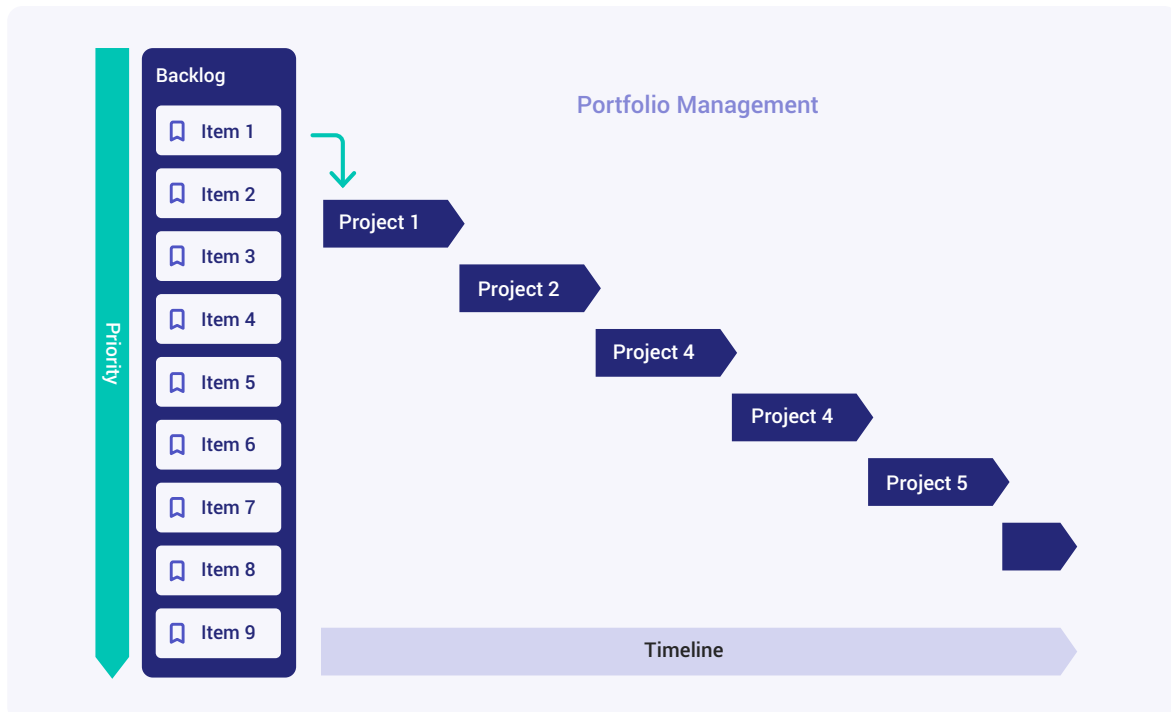 Backlog
Portfolio Management
Item 1
Item 2
Item 3
Item 4
Item 5
Item 6
Item 7
Item 8
Item 9
Priority
Project 1
Project 2
Project 4
Project 4
Project 5
Timeline